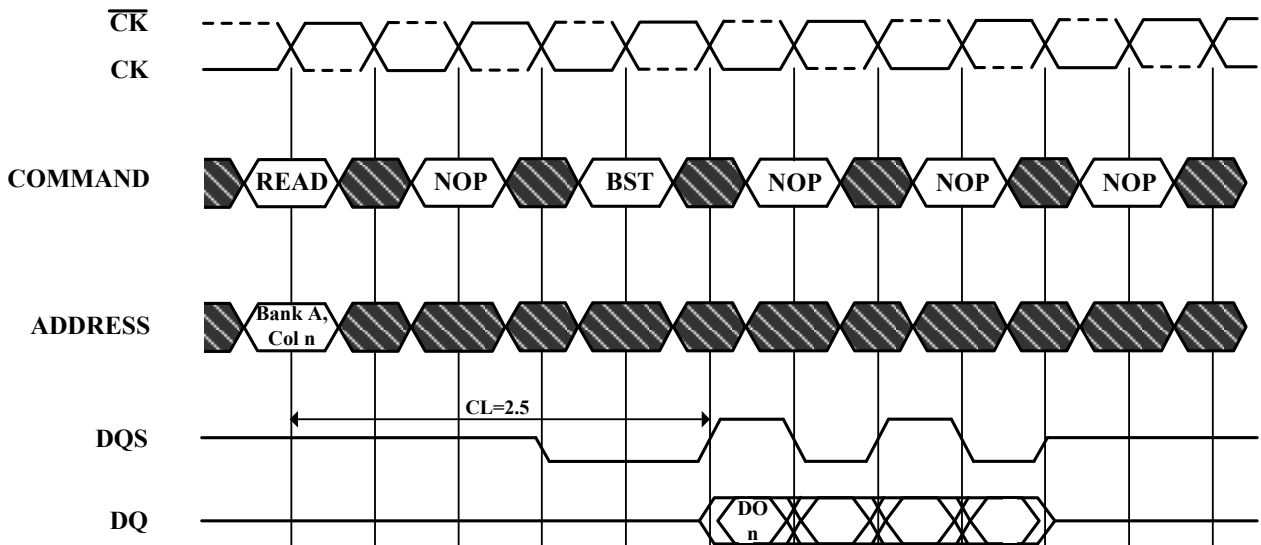 CK
CK
COMMAND READ NOP BST NOP NOP NOP
ADDRESS Bank A,
Col n
CL=2.5
DQS
DQ DO
n